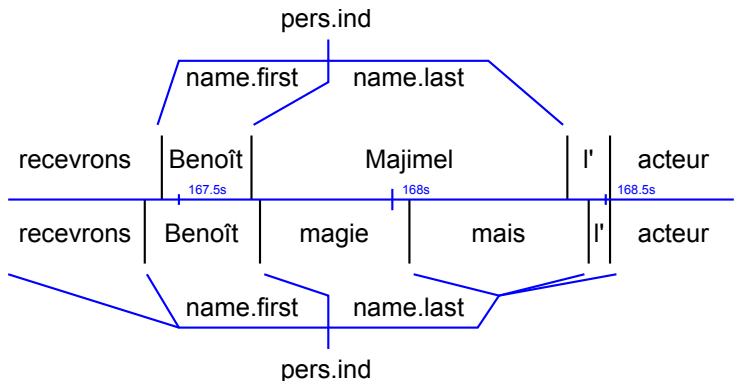 pers.ind
name.first name.last
recevrons Benoît Majimel l' acteur
167.5s 168s 168.5s
recevrons Benoît magie mais l' acteur
name.first name.last
pers.ind